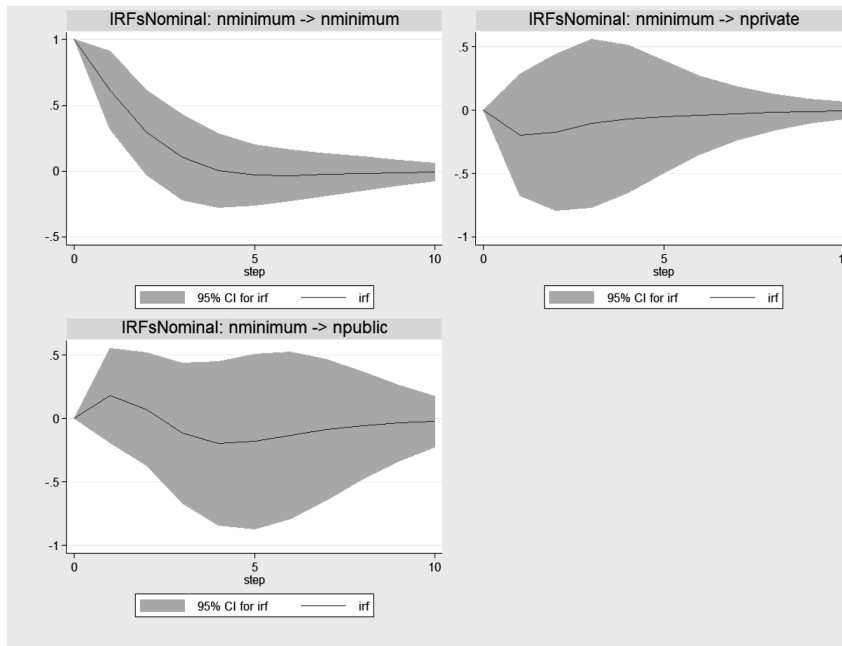 IRFsNominal: nminimum -> nminimum
1
.5
0
-.5
0 5 10
step
95% CI for irf irf
IRFsNominal: nminimum -> nprivate
.5
0
-.5
-1
0 5 1
step
95% CI for irf irf
IRFsNominal: nminimum -> npublic
.5
0
-.5
-1
0 5 10
step
95% CI for irf irf